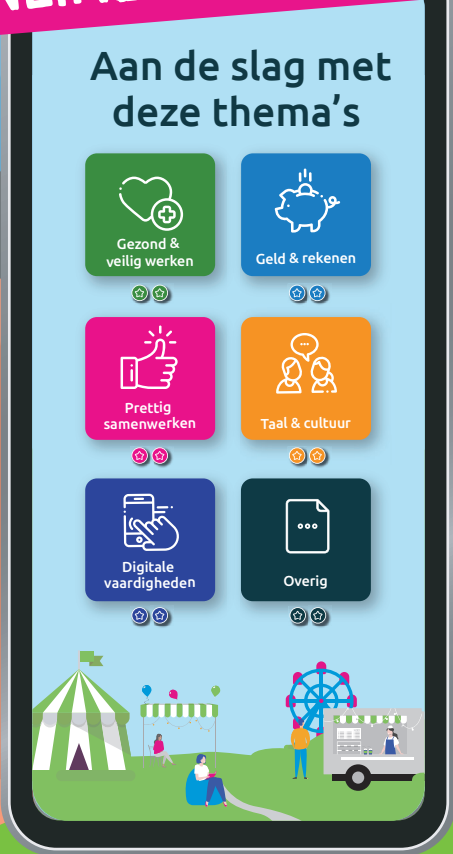 Aan de slag met
deze thema's
Gezond &
veilig werken
Geld & rekenen
Prettig
samenwerken
Taal & cultuur
Digitale
vaardigheden
Overig